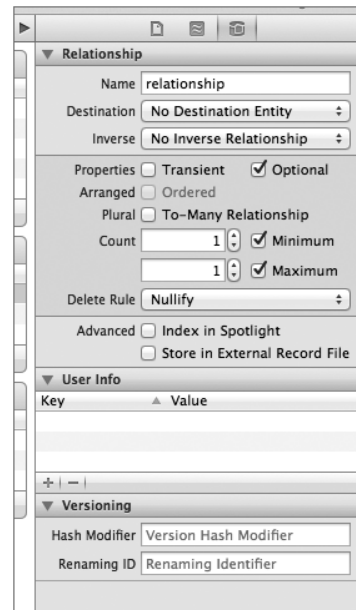 Relationship
Name relationship
Destination No Destination Entity
Inverse No Inverse Relationship
Properties Transient Optional
Arranged Ordered
Plural To-Many Relationship
Count 1 Minimum
1 Maximum
Delete Rule Nullify
Advanced Index in Spotlight
Store in External Record File
User Info
Key Value
Versioning
Hash Modifier Version Hash Modifier
Renaming ID Renaming Identifier